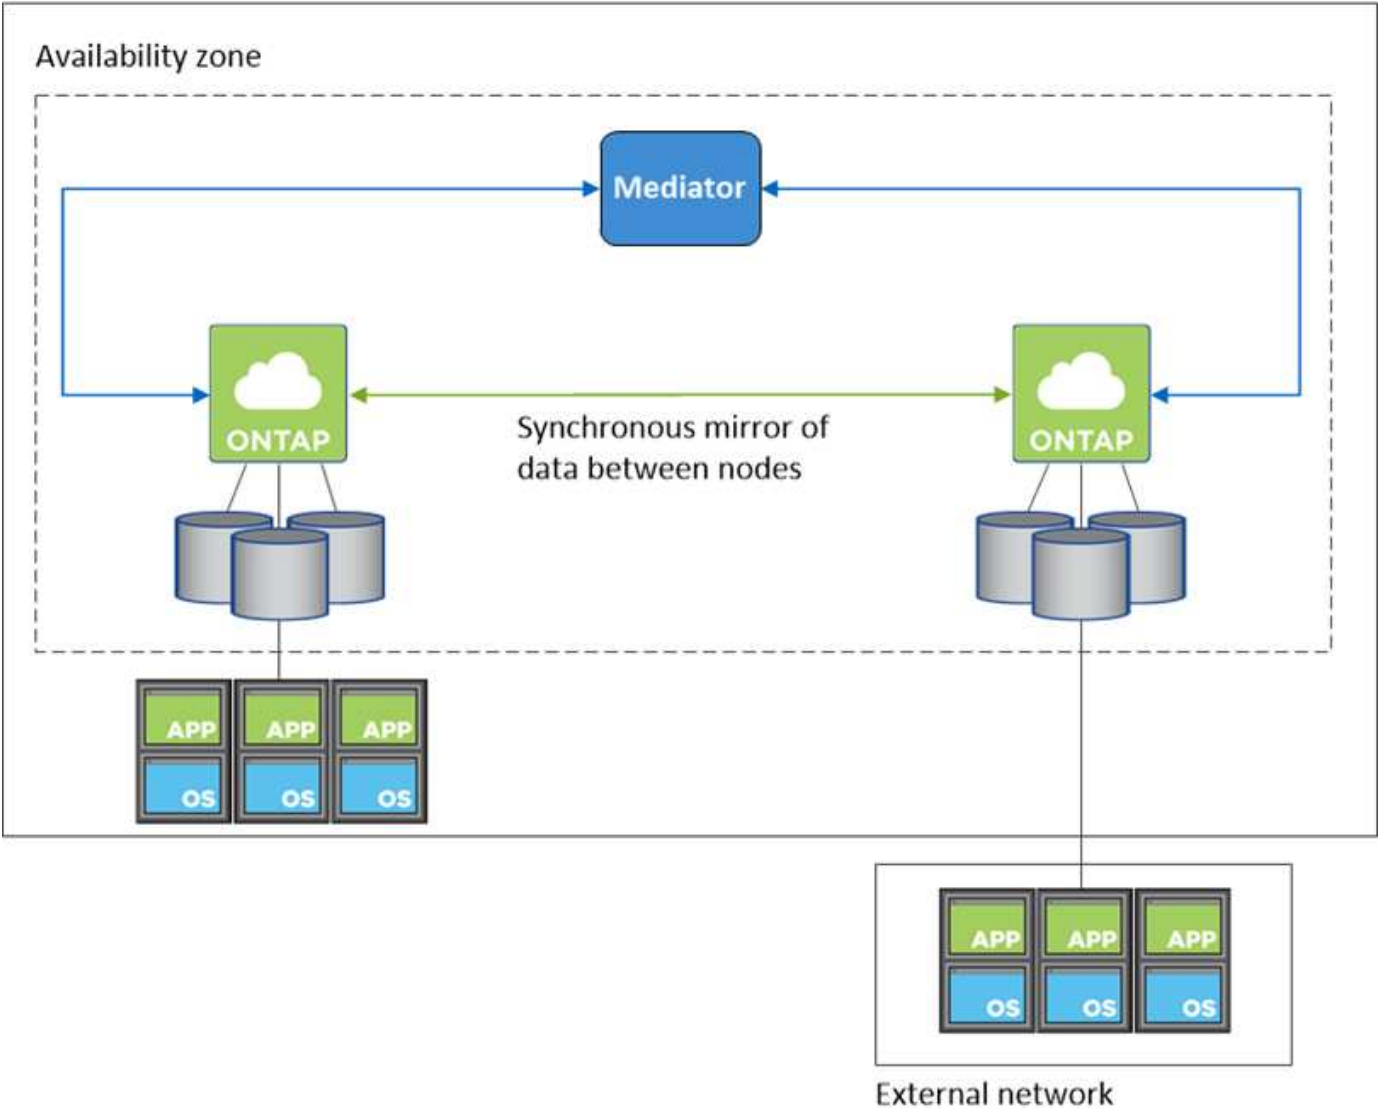 Availability zone
Mediator
ONTAP
ONTAP
Synchronous mirror of
data between nodes
APP APP APP
OS OS OS
APP APP APP
OS OS OS
External network